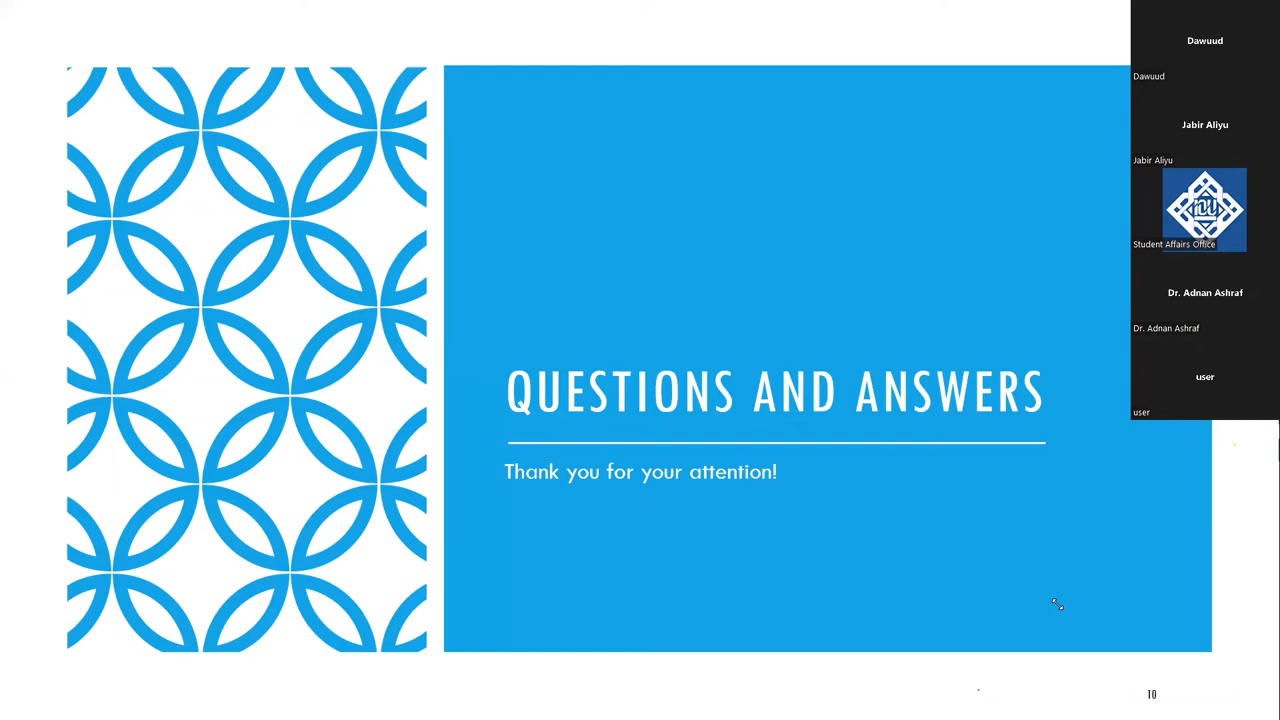 QUESTIONS AND ANSWERS
Thank you for your attention!
10
Dawuud
Dawuud
Jabir Aliyu
Jabir Aliyu
Student Affairs Office
Dr. Adnan Ashraf
Dr. Adnan Ashraf
user
user